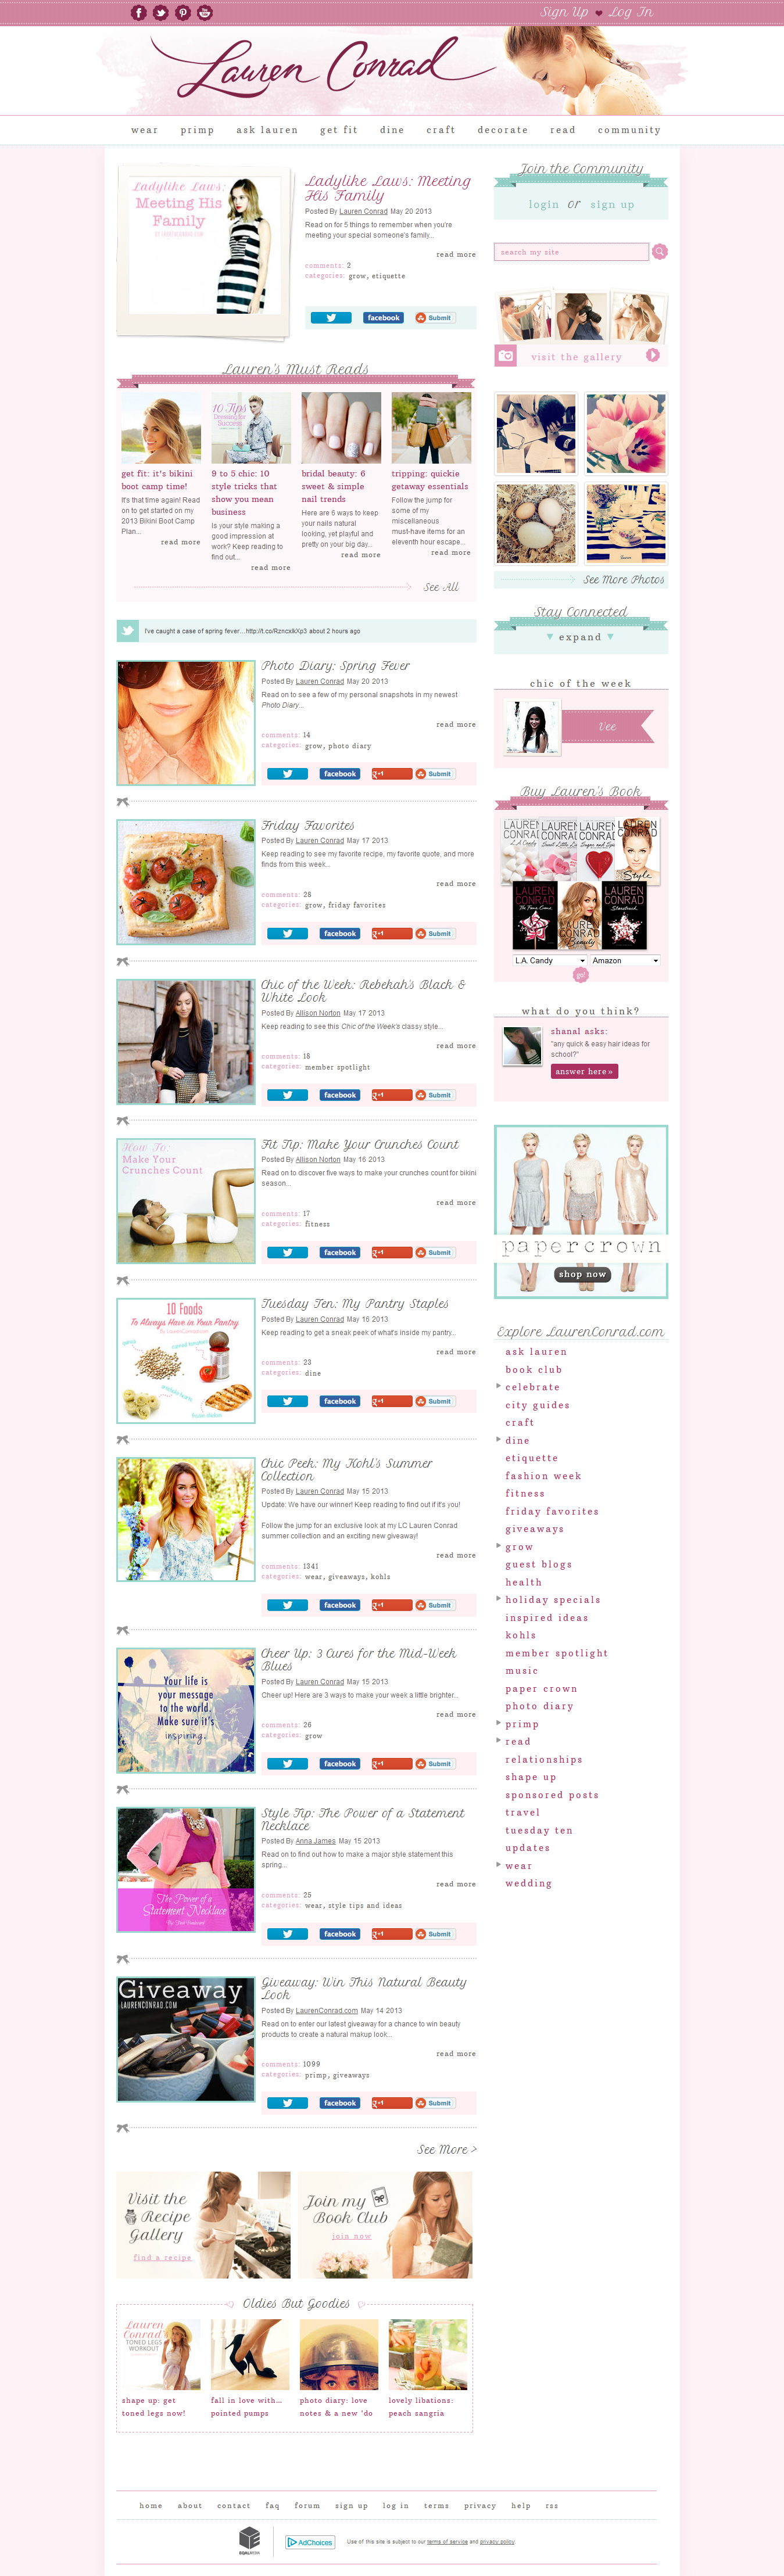 Sign Up Log In
Lauren Conrad
wear primp ask lauren get fit dine craft decorate read community
Ladylike Laws:
Meeting His
Family
Ladylike Laws: Meeting
His Family
Posted By Lauren Conrad May 20 2013
Read on for 5 things to remember when you're
meeting your special someone's family...
read more
comments: 2
categories: grow, etiquette
facebook Submit
Lauren's Must Reads
10 Tips
Dressing for
Success
get fit: it's bikini
boot camp time!
It's that time again! Read
on to get started on my
2013 Bikini Boot Camp
Plan...
read more
9 to 5 chic: 10
style tricks that
show you mean
business
Is your style making a
good impression at
work? Keep reading to
find out...
read more
bridal beauty: 6
sweet & simple
nail trends
Here are 6 ways to keep
your nails natural
looking, yet playful and
pretty on your big day...
read more
tripping: quickie
getaway essentials
Follow the jump for
some of my
miscellaneous
must-have items for an
eleventh hour escape...
read more
See All
I've caught a case of spring fever...http://t.co/RzncxIkXp3 about 2 hours ago
Photo Diary: Spring Fever
Posted By Lauren Conrad May 20 2013
Read on to see a few of my personal snapshots in my newest
Photo Diary...
read more
comments: 14
categories: grow, photo diary
facebook +1 Submit
Friday Favorites
Posted By Lauren Conrad May 17 2013
Keep reading to see my favorite recipe, my favorite quote, and more
finds from this week...
read more
comments: 28
categories: grow, friday favorites
facebook +1 Submit
Chic of the Week: Rebekah's Black &
White Look
Posted By Allison Norton May 17 2013
Keep reading to see this Chic of the Week's classy style...
read more
comments: 18
categories: member spotlight
facebook +1 Submit
How To:
Make Your
Crunches Count
Fit Tip: Make Your Crunches Count
Posted By Allison Norton May 16 2013
Read on to discover five ways to make your crunches count for bikini
season...
read more
comments: 17
categories: fitness
facebook +1 Submit
10 Foods
To Always Have in Your Pantry
By LaurenConrad.com
Tuesday Ten: My Pantry Staples
Posted By Lauren Conrad May 16 2013
Keep reading to get a sneak peek of what's inside my pantry...
read more
comments: 23
categories: dine
facebook +1 Submit
Chic Peek: My Kohl's Summer
Collection
Posted By Lauren Conrad May 15 2013
Update: We have our winner! Keep reading to find out if it's you!
Follow the jump for an exclusive look at my LC Lauren Conrad
summer collection and an exciting new giveaway!
read more
comments: 1341
categories: wear, giveaways, kohls
facebook +1 Submit
Your life is
your message
to the world.
Make sure it's
inspiring.
Cheer Up: 3 Cures for the Mid-Week
Blues
Posted By Lauren Conrad May 15 2013
Cheer up! Here are 3 ways to make your week a little brighter...
read more
comments: 26
categories: grow
facebook +1 Submit
The Power of a
Statement Necklace
Style Tip: The Power of a Statement
Necklace
Posted By Anna James May 15 2013
Read on to find out how to make a major style statement this
spring...
read more
comments: 25
categories: wear, style tips and ideas
facebook +1 Submit
Giveaway
LAURENCONRAD.COM
Giveaway: Win This Natural Beauty
Look
Posted By LaurenConrad.com May 14 2013
Read on to enter our latest giveaway for a chance to win beauty
products to create a natural makup look...
read more
comments: 1099
categories: primp, giveaways
facebook +1 Submit
See More >
Visit the
Recipe
Gallery
find a recipe
Join my
Book Club
join now
Oldies But Goodies
Lauren
Conrad's
TONED LEGS
WORKOUT
shape up: get
toned legs now!
fall in love with...
pointed pumps
photo diary: love
notes & a new 'do
lovely libations:
peach sangria
Join the Community
login or sign up
search my site
visit the gallery
See More Photos
Stay Connected
expand
chic of the week
Vee
Buy Lauren's Book
LAUREN
CONRAD
L.A. Candy
Style
Beauty
L.A. Candy Amazon
go!
what do you think?
shanal asks:
"any quick & easy hair ideas for
school?"
answer here »
papercrown
shop now
Explore LaurenConrad.com
ask lauren
book club
celebrate
city guides
craft
dine
etiquette
fashion week
fitness
friday favorites
giveaways
grow
guest blogs
health
holiday specials
inspired ideas
kohls
member spotlight
music
paper crown
photo diary
primp
read
relationships
shape up
sponsored posts
travel
tuesday ten
updates
wear
wedding
home about contact faq forum sign up log in terms privacy help rss
AdChoices
Use of this site is subject to our terms of service and privacy policy.